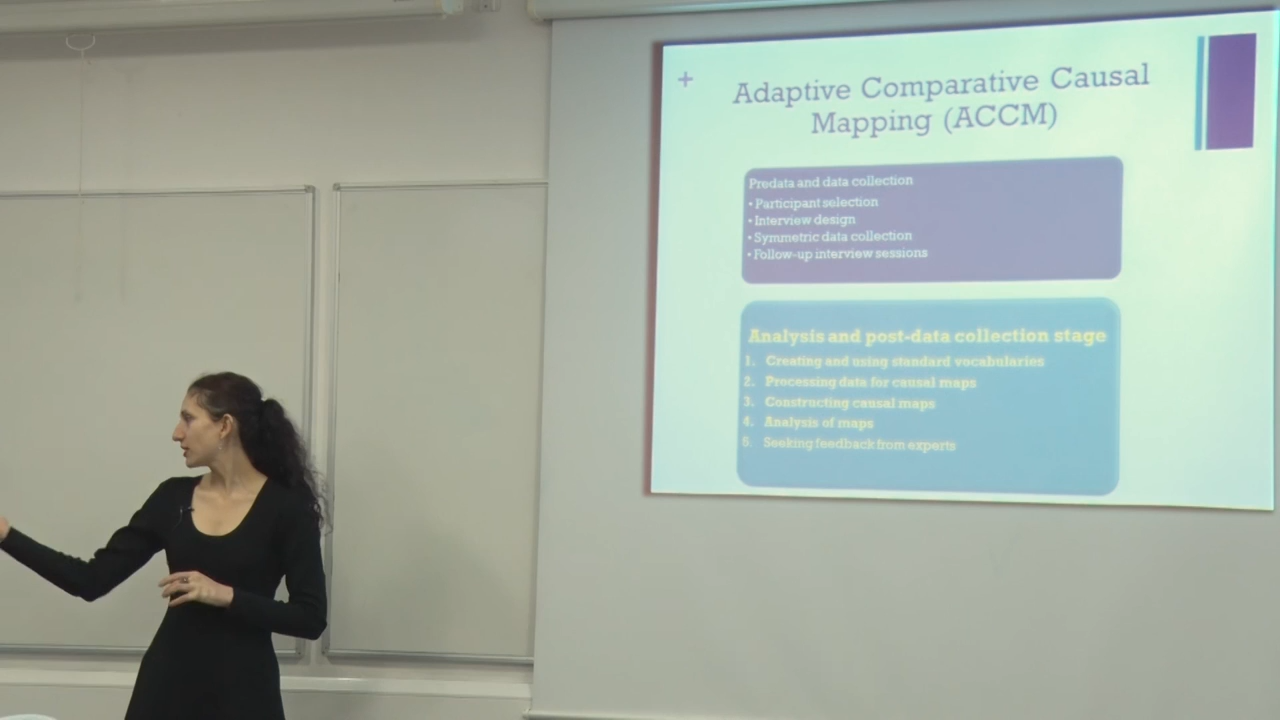 +
Adaptive Comparative Causal
Mapping (ACCM)
Predata and data collection
• Participant selection
• Interview design
• Symmetric data collection
• Follow-up interview sessions
Analysis and post-data collection stage
1. Creating and using standard vocabularies
2. Processing data for causal maps
3. Constructing causal maps
4. Analysis of maps
5. Seeking feedback from experts